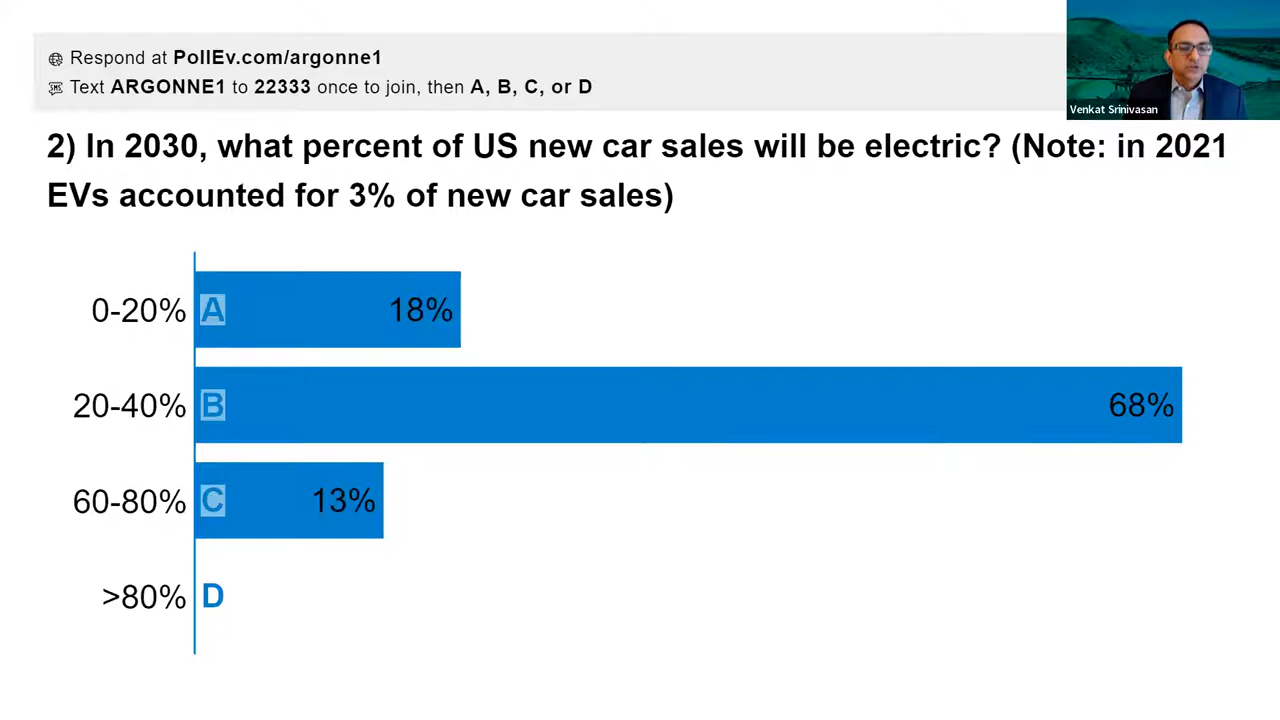 Respond at PollEv.com/argonne1
Text ARGONNE1 to 22333 once to join, then A, B, C, or D
Venkat Srinivasan
2) In 2030, what percent of US new car sales will be electric? (Note: in 2021
EVs accounted for 3% of new car sales)
0-20% A 18%
20-40% B 68%
60-80% C 13%
>80% D